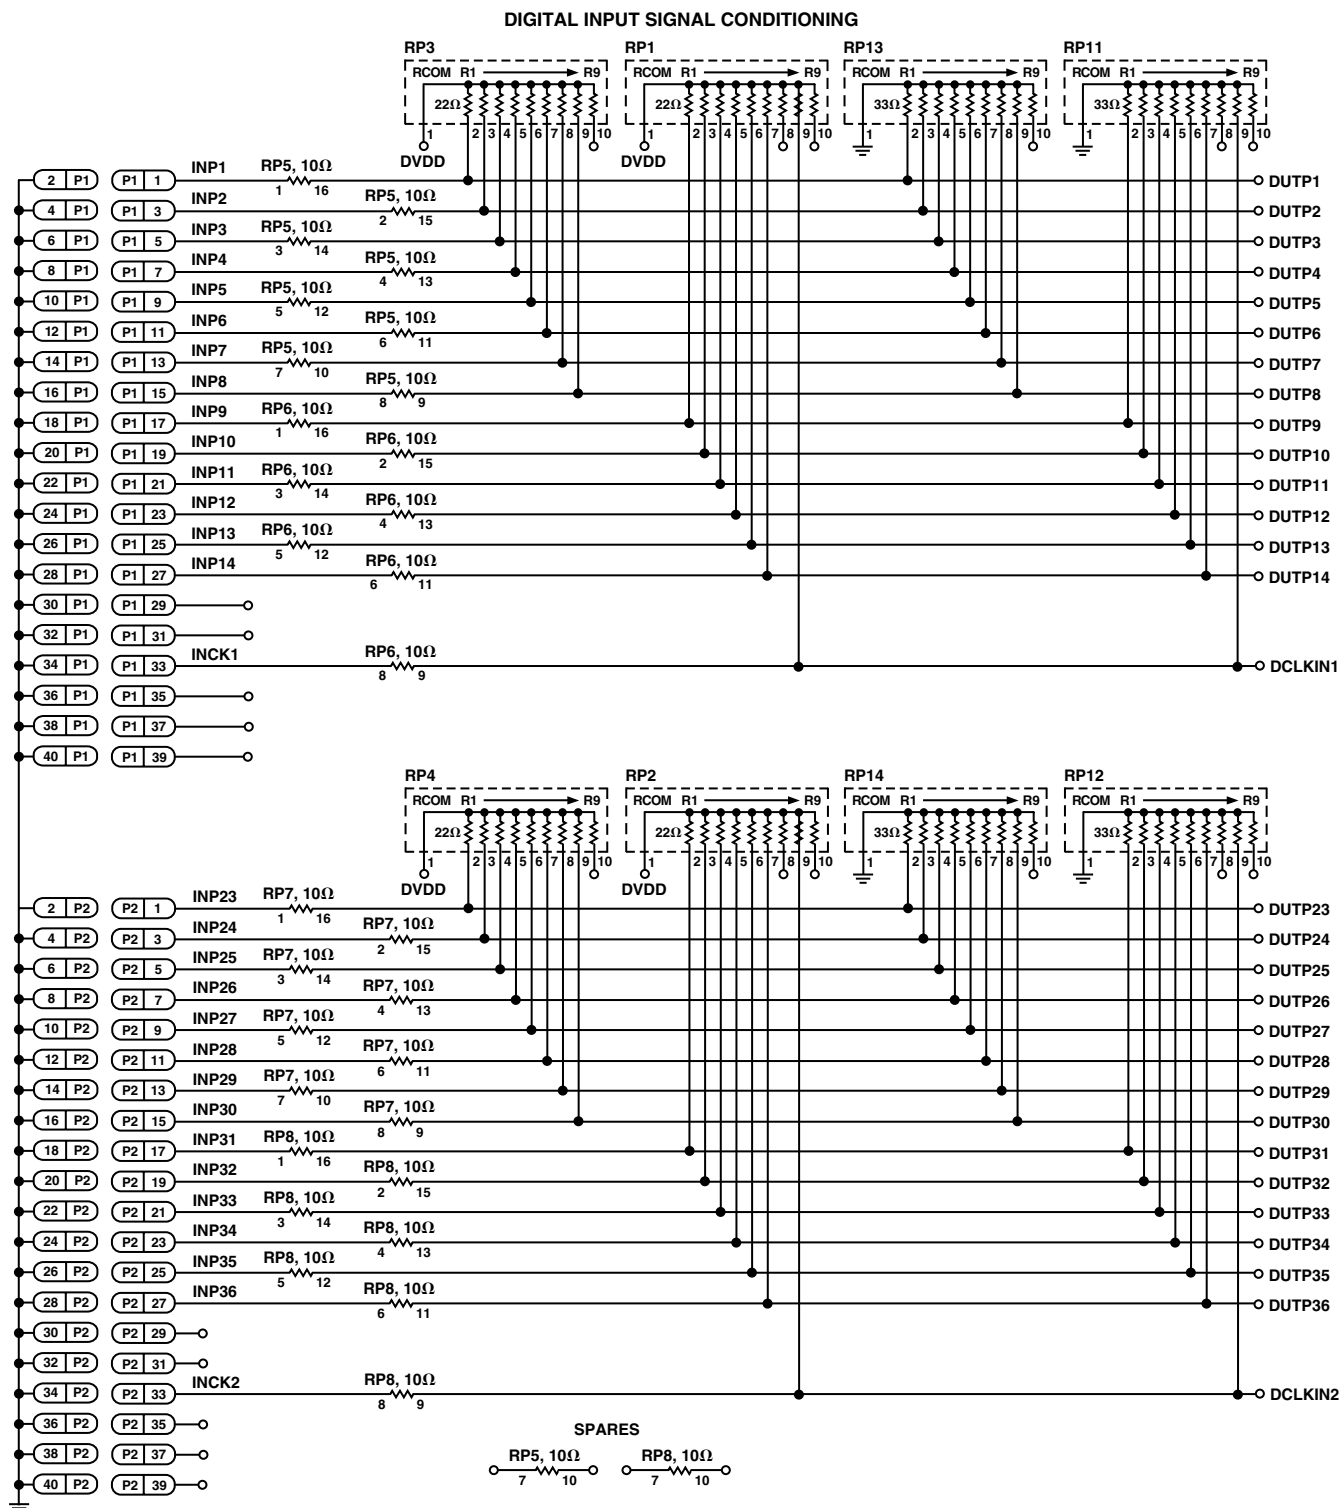 DIGITAL INPUT SIGNAL CONDITIONING
RP3 RP1 RP13 RP11
RCOM R1 R9 RCOM R1 R9 RCOM R1 R9 RCOM R1 R9
22Ω 22Ω 33Ω 33Ω
1 2 3 4 5 6 7 8 9 10 1 2 3 4 5 6 7 8 9 10 1 2 3 4 5 6 7 8 9 10 1 2 3 4 5 6 7 8 9 10
DVDD DVDD
2 P1 P1 1 INP1 RP5, 10Ω 1 16 DUTP1
4 P1 P1 3 INP2 RP5, 10Ω 2 15 DUTP2
6 P1 P1 5 INP3 RP5, 10Ω 3 14 DUTP3
8 P1 P1 7 INP4 RP5, 10Ω 4 13 DUTP4
10 P1 P1 9 INP5 RP5, 10Ω 5 12 DUTP5
12 P1 P1 11 INP6 RP5, 10Ω 6 11 DUTP6
14 P1 P1 13 INP7 RP5, 10Ω 7 10 DUTP7
16 P1 P1 15 INP8 RP5, 10Ω 8 9 DUTP8
18 P1 P1 17 INP9 RP6, 10Ω 1 16 DUTP9
20 P1 P1 19 INP10 RP6, 10Ω 2 15 DUTP10
22 P1 P1 21 INP11 RP6, 10Ω 3 14 DUTP11
24 P1 P1 23 INP12 RP6, 10Ω 4 13 DUTP12
26 P1 P1 25 INP13 RP6, 10Ω 5 12 DUTP13
28 P1 P1 27 INP14 RP6, 10Ω 6 11 DUTP14
30 P1 P1 29
32 P1 P1 31
34 P1 P1 33 INCK1 RP6, 10Ω 8 9 DCLKIN1
36 P1 P1 35
38 P1 P1 37
40 P1 P1 39
RP4 RP2 RP14 RP12
RCOM R1 R9 RCOM R1 R9 RCOM R1 R9 RCOM R1 R9
22Ω 22Ω 33Ω 33Ω
1 2 3 4 5 6 7 8 9 10 1 2 3 4 5 6 7 8 9 10 1 2 3 4 5 6 7 8 9 10 1 2 3 4 5 6 7 8 9 10
DVDD DVDD
2 P2 P2 1 INP23 RP7, 10Ω 1 16 DUTP23
4 P2 P2 3 INP24 RP7, 10Ω 2 15 DUTP24
6 P2 P2 5 INP25 RP7, 10Ω 3 14 DUTP25
8 P2 P2 7 INP26 RP7, 10Ω 4 13 DUTP26
10 P2 P2 9 INP27 RP7, 10Ω 5 12 DUTP27
12 P2 P2 11 INP28 RP7, 10Ω 6 11 DUTP28
14 P2 P2 13 INP29 RP7, 10Ω 7 10 DUTP29
16 P2 P2 15 INP30 RP7, 10Ω 8 9 DUTP30
18 P2 P2 17 INP31 RP8, 10Ω 1 16 DUTP31
20 P2 P2 19 INP32 RP8, 10Ω 2 15 DUTP32
22 P2 P2 21 INP33 RP8, 10Ω 3 14 DUTP33
24 P2 P2 23 INP34 RP8, 10Ω 4 13 DUTP34
26 P2 P2 25 INP35 RP8, 10Ω 5 12 DUTP35
28 P2 P2 27 INP36 RP8, 10Ω 6 11 DUTP36
30 P2 P2 29
32 P2 P2 31
34 P2 P2 33 INCK2 RP8, 10Ω 8 9 DCLKIN2
36 P2 P2 35
38 P2 P2 37
40 P2 P2 39
SPARES
RP5, 10Ω RP8, 10Ω
7 10 7 10